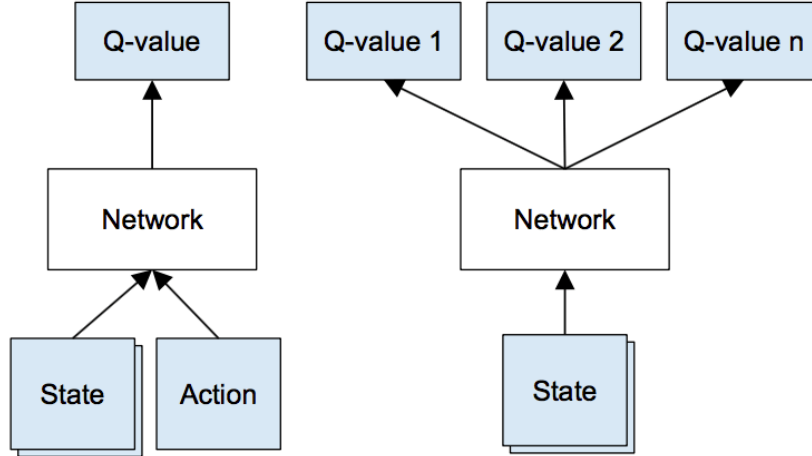 Q-value
Q-value 1
Q-value 2
Q-value n
Network
Network
State
Action
State